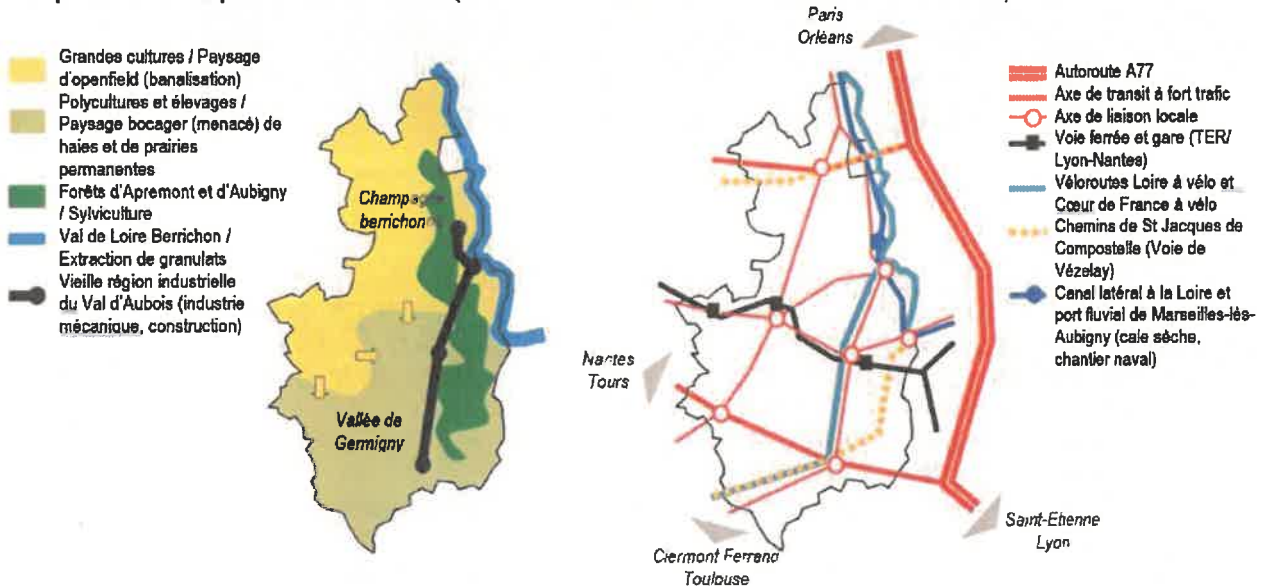 Paris
Orléans
Grandes cultures / Paysage
d'openfield (banalisation)
Polycultures et élevages /
Paysage bocager (menacé) de
haies et de prairies
permanentes
Forêts d'Apremont et d'Aubigny
/ Sylviculture
Val de Loire Berrichon /
Extraction de granulats
Vieille région industrielle
du Val d'Aubois (industrie
mécanique, construction)
Champagne
berrichonne
Vallée de
Germigny
Autoroute A77
Axe de transit à fort trafic
Axe de liaison locale
Voie ferrée et gare (TER/
Lyon-Nantes)
Véloroutes Loire à vélo et
Cœur de France à vélo
Chemins de St Jacques de
Compostelle (Voie de
Vézelay)
Canal latéral à la Loire et
port fluvial de Marseilles-lès-
Aubigny (cale sèche,
chantier naval)
Nantes
Tours
Clermont Ferrand
Toulouse
Saint-Etienne
Lyon